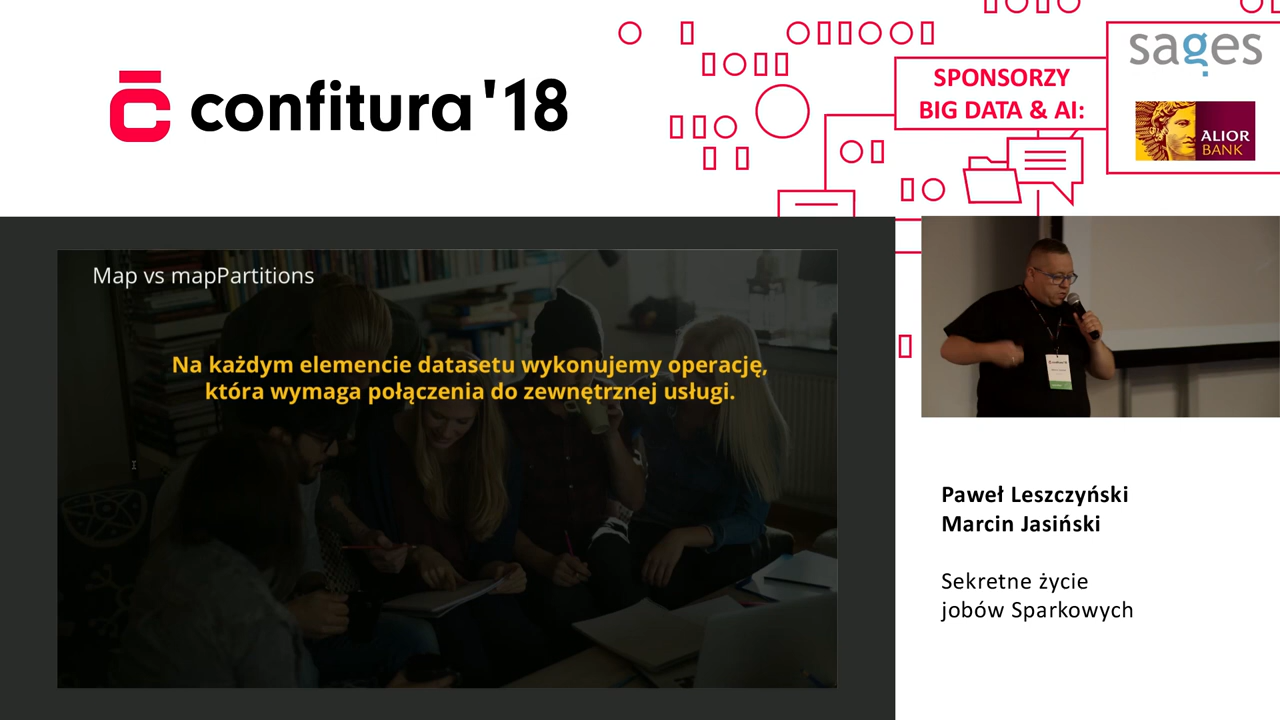 confitura '18
SPONSORZY
BIG DATA & AI:
sages
ALIOR
BANK
Map vs mapPartitions
Na każdym elemencie datasetu wykonujemy operację,
która wymaga połączenia do zewnętrznej usługi.
Paweł Leszczyński
Marcin Jasiński
Sekretne życie
jobów Sparkowych